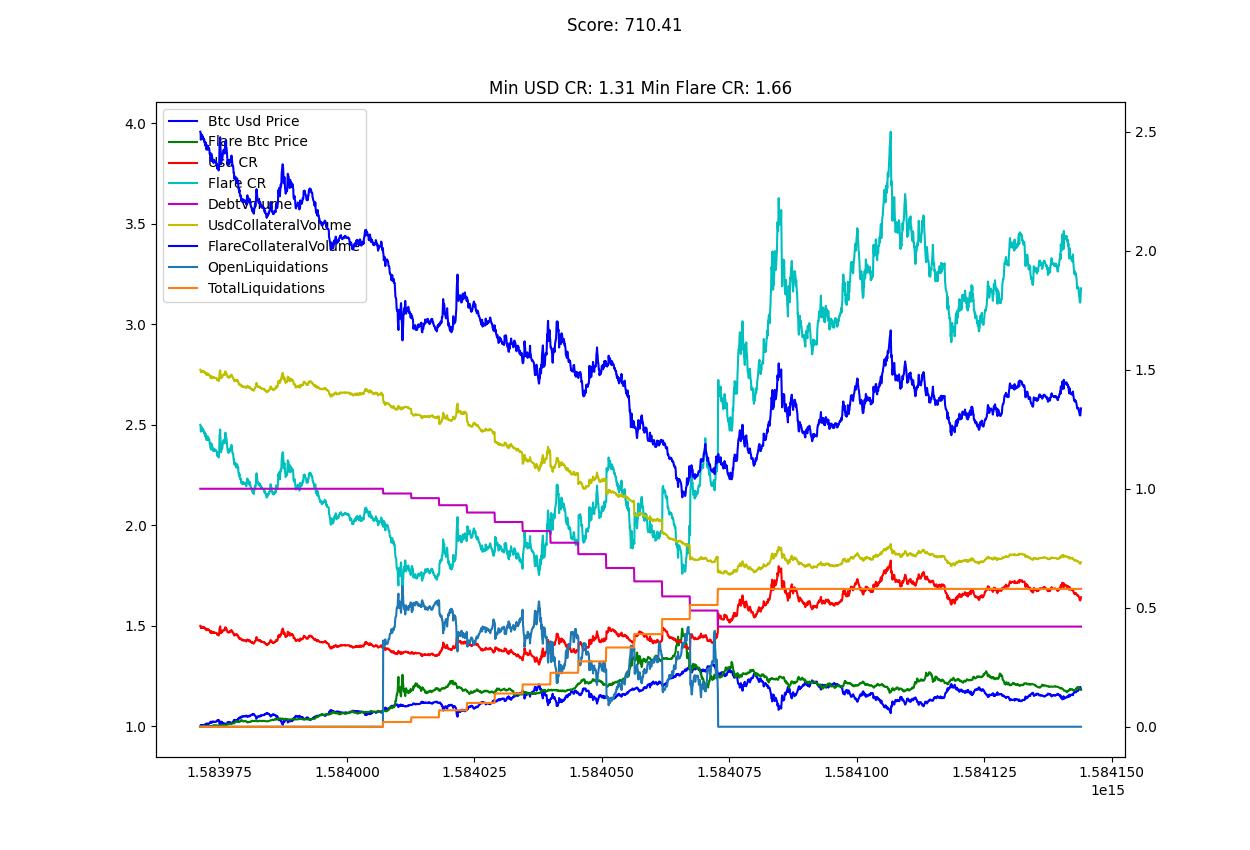 Score: 710.41
Min USD CR: 1.31 Min Flare CR: 1.66
Btc Usd Price
Flare Btc Price
Usd CR
Flare CR
DebtVolume
UsdCollateralVolume
FlareCollateralVolume
OpenLiquidations
TotalLiquidations
4.0
3.5
3.0
2.5
2.0
1.5
1.0
2.5
2.0
1.5
1.0
0.5
0.0
1.583975 1.584000 1.584025 1.584050 1.584075 1.584100 1.584125 1.584150
1e15